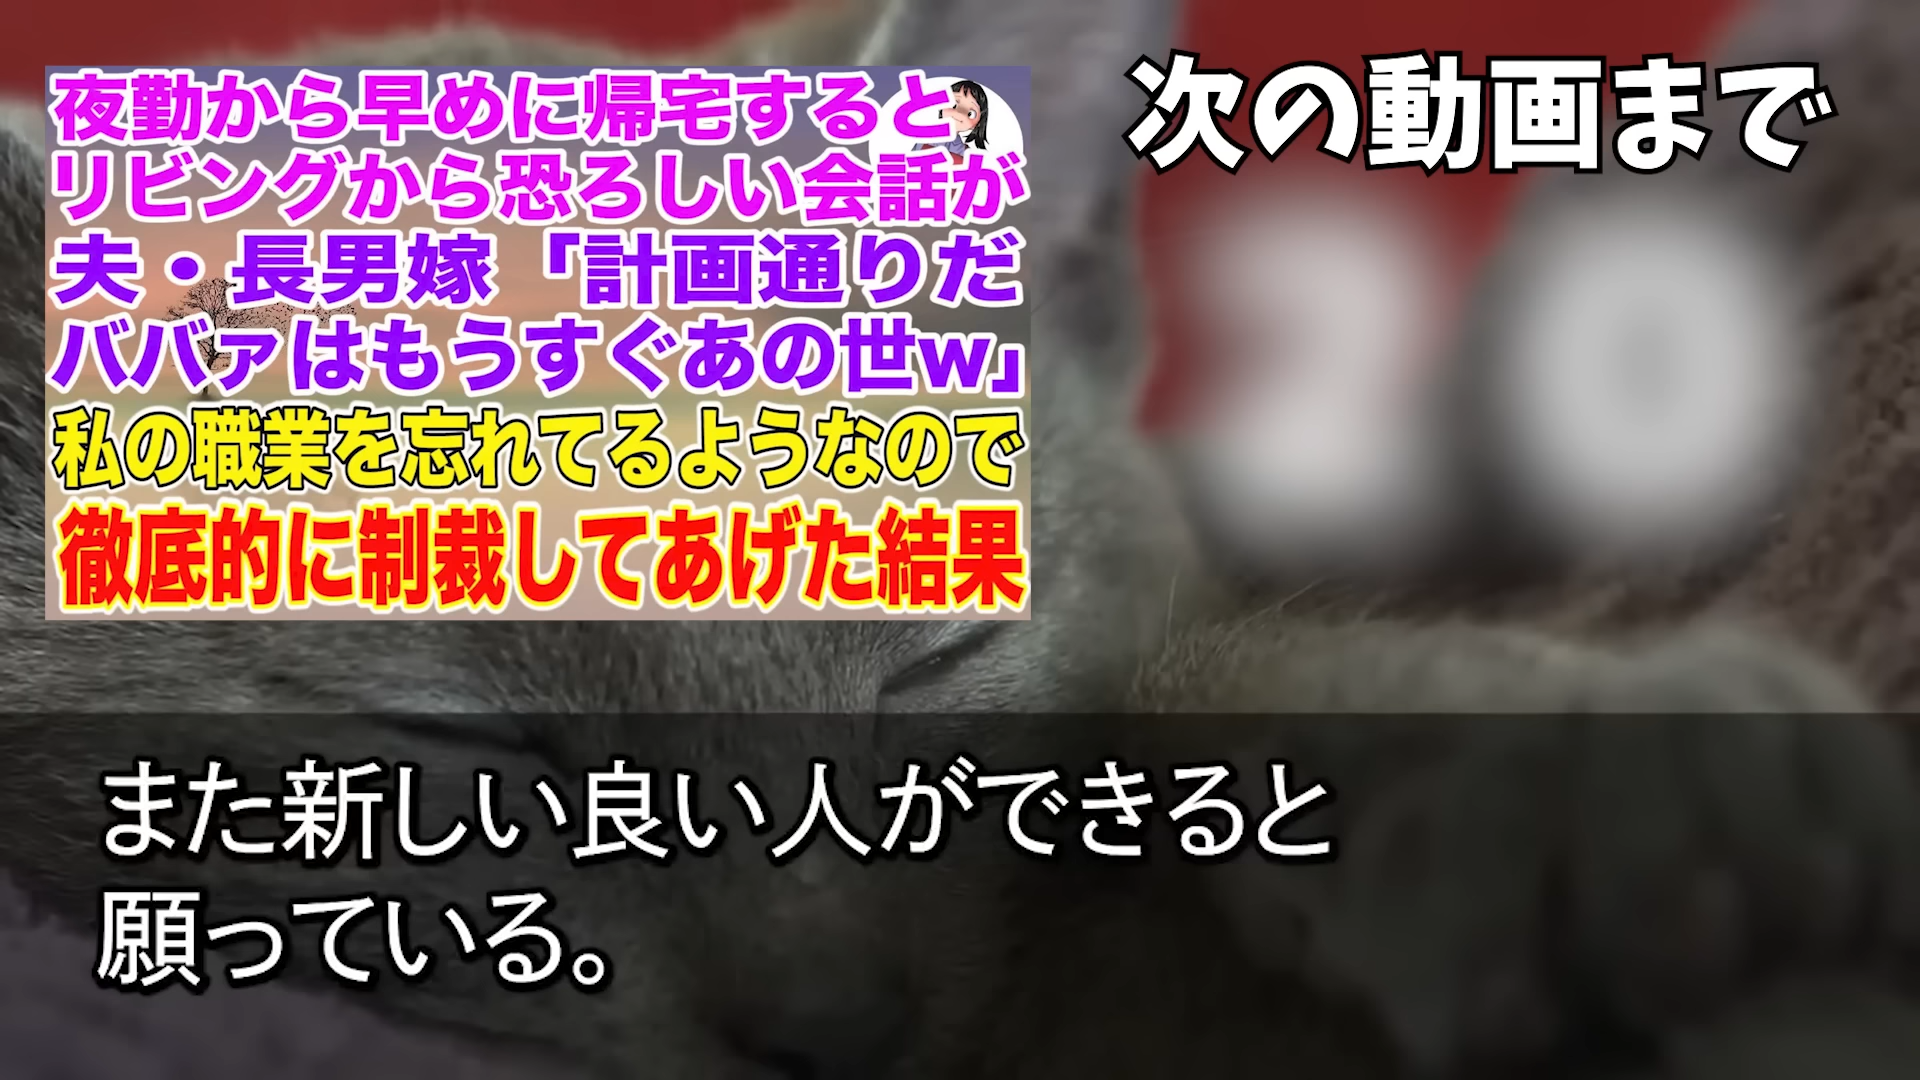 夜勤から早めに帰宅すると
リビングから恐ろしい会話が
夫・長男嫁「計画通りだ
ババァはもうすぐあの世w」
私の職業を忘れてるようなので
徹底的に制裁してあげた結果
次の動画まで
また新しい良い人ができると
願っている。